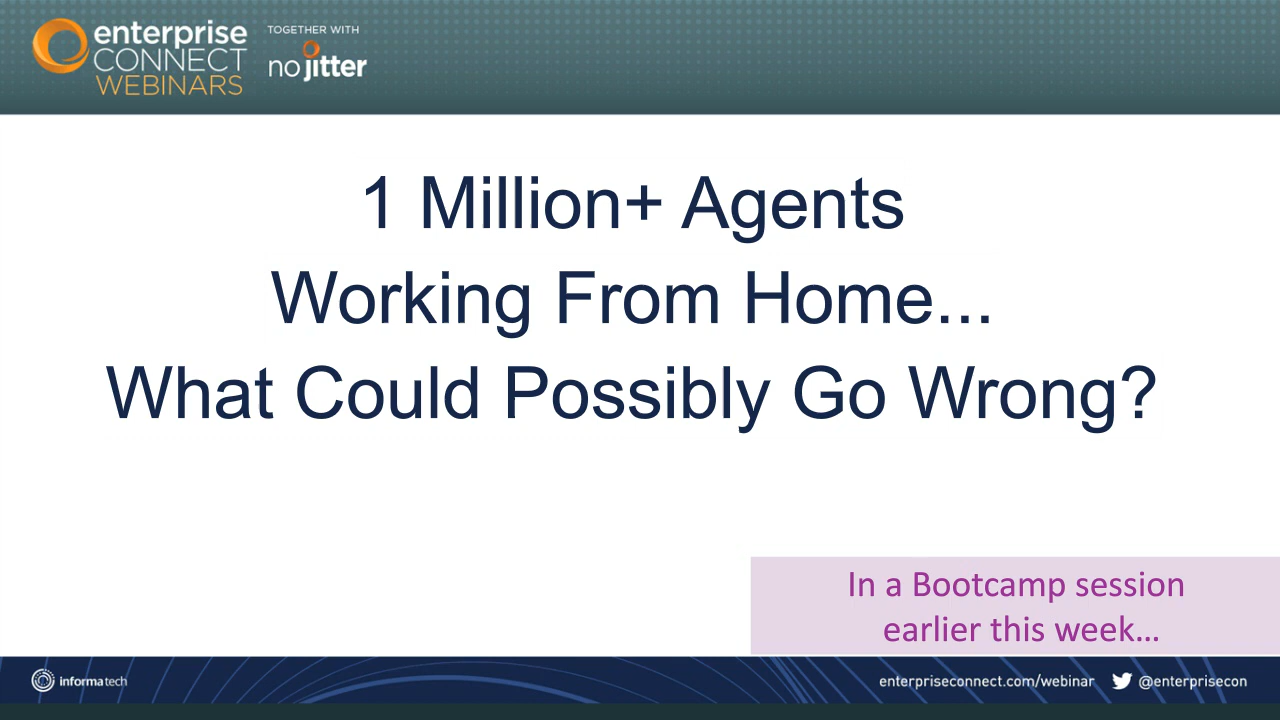 enterprise
CONNECT
WEBINARS
TOGETHER WITH
no jitter
1 Million+ Agents
Working From Home...
What Could Possibly Go Wrong?
In a Bootcamp session
earlier this week…
informa tech
enterpriseconnect.com/webinar
@enterprisecon